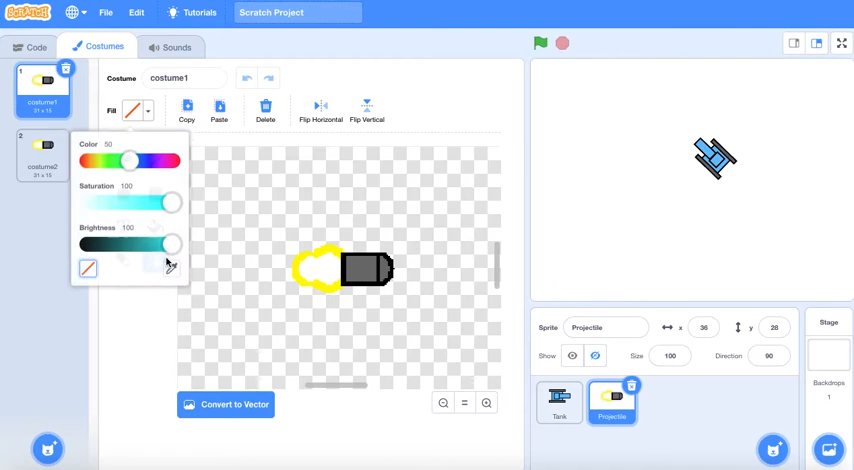 SCRATCH File Edit Tutorials Scratch Project
Code Costumes Sounds
1
costume1
31 x 15
2
costume2
31 x 15
Costume costume1
Fill Copy Paste Delete Flip Horizontal Flip Vertical
Color 50
Saturation 100
Brightness 100
Convert to Vector
Sprite Projectile x 36 y 28
Show Size 100 Direction 90
Tank Projectile
Stage
Backdrops
1